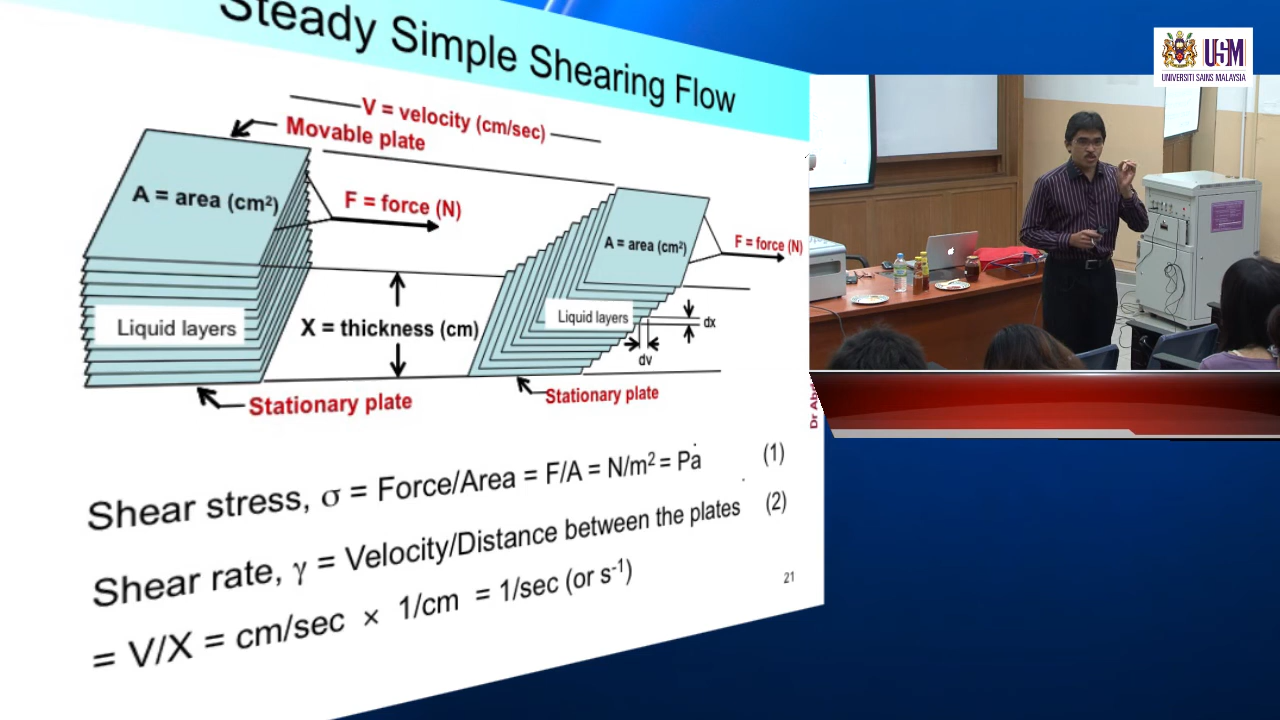 Steady Simple Shearing Flow
V = velocity (cm/sec)
Movable plate
A = area (cm²)
F = force (N)
A = area (cm²)
F = force (N)
Liquid layers
X = thickness (cm)
Liquid layers
dx
dv
Stationary plate
Stationary plate
Shear stress, σ = Force/Area = F/A = N/m² = Pa (1)
Shear rate, γ = Velocity/Distance between the plates (2)
= V/X = cm/sec × 1/cm = 1/sec (or s⁻¹)
21
Dr Ab
USM
UNIVERSITI SAINS MALAYSIA